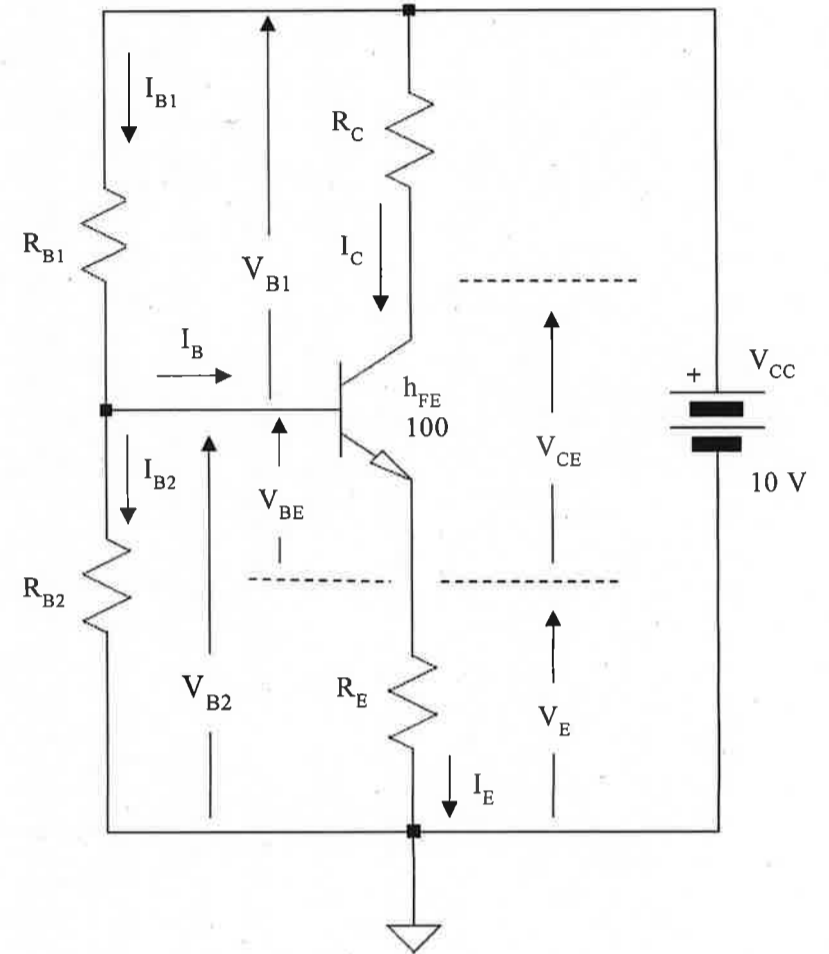 I_B1
R_C
R_B1
V_B1
I_C
I_B
+
V_CC
h_FE
100
V_CE
10 V
I_B2
V_BE
R_B2
V_B2
R_E
V_E
I_E